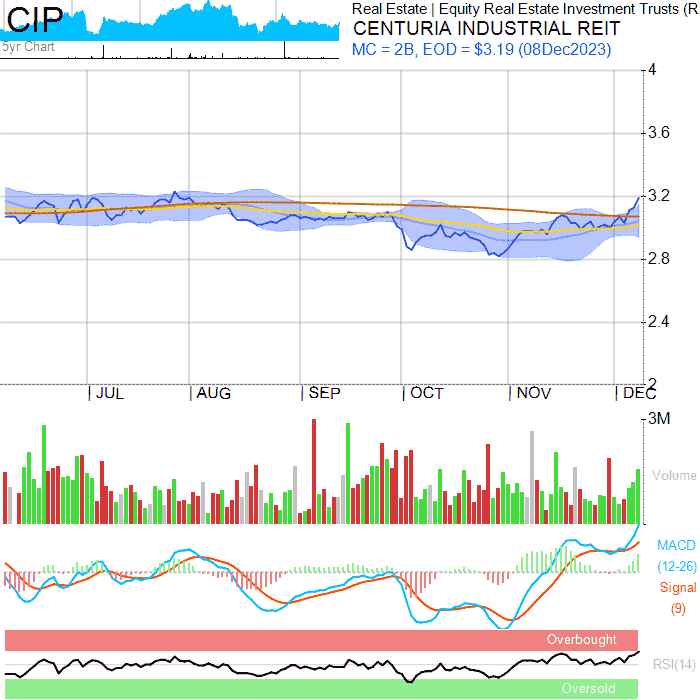 CIP
5yr Chart
Real Estate | Equity Real Estate Investment Trusts (R
CENTURIA INDUSTRIAL REIT
MC = 2B, EOD = $3.19 (08Dec2023)
4
3.6
3.2
2.8
2.4
2
JUL AUG SEP OCT NOV DEC
3M
Volume
MACD
(12-26)
Signal
(9)
Overbought
RSI(14)
Oversold